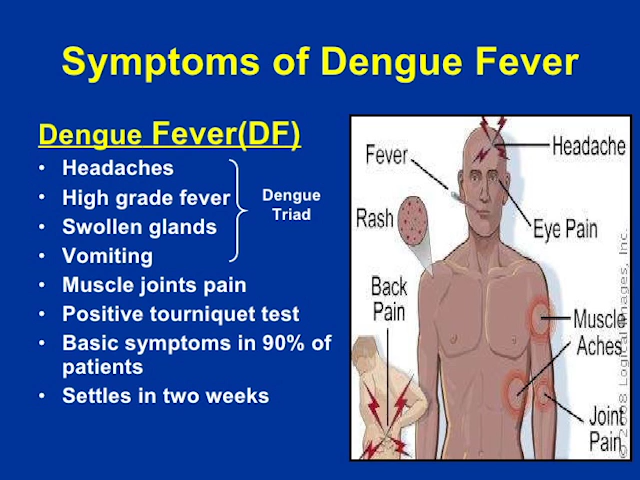 Symptoms of Dengue Fever
Dengue Fever(DF)
• Headaches
• High grade fever
• Swollen glands
• Vomiting
Dengue
Triad
• Muscle joints pain
• Positive tourniquet test
• Basic symptoms in 90% of
patients
• Settles in two weeks
Headache
Fever
Rash
Eye Pain
Back
Pain
Muscle
Aches
Joint
Pain
© 2008 Logical Images, Inc.